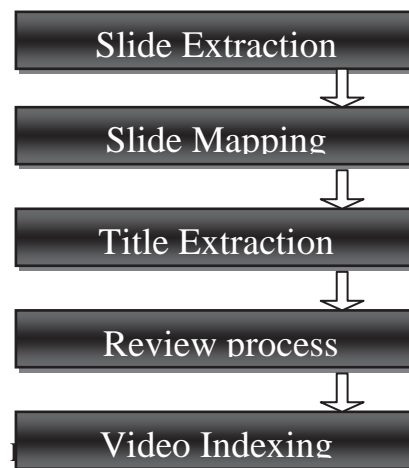 Slide Extraction
Slide Mapping
Title Extraction
Review process
Video Indexing